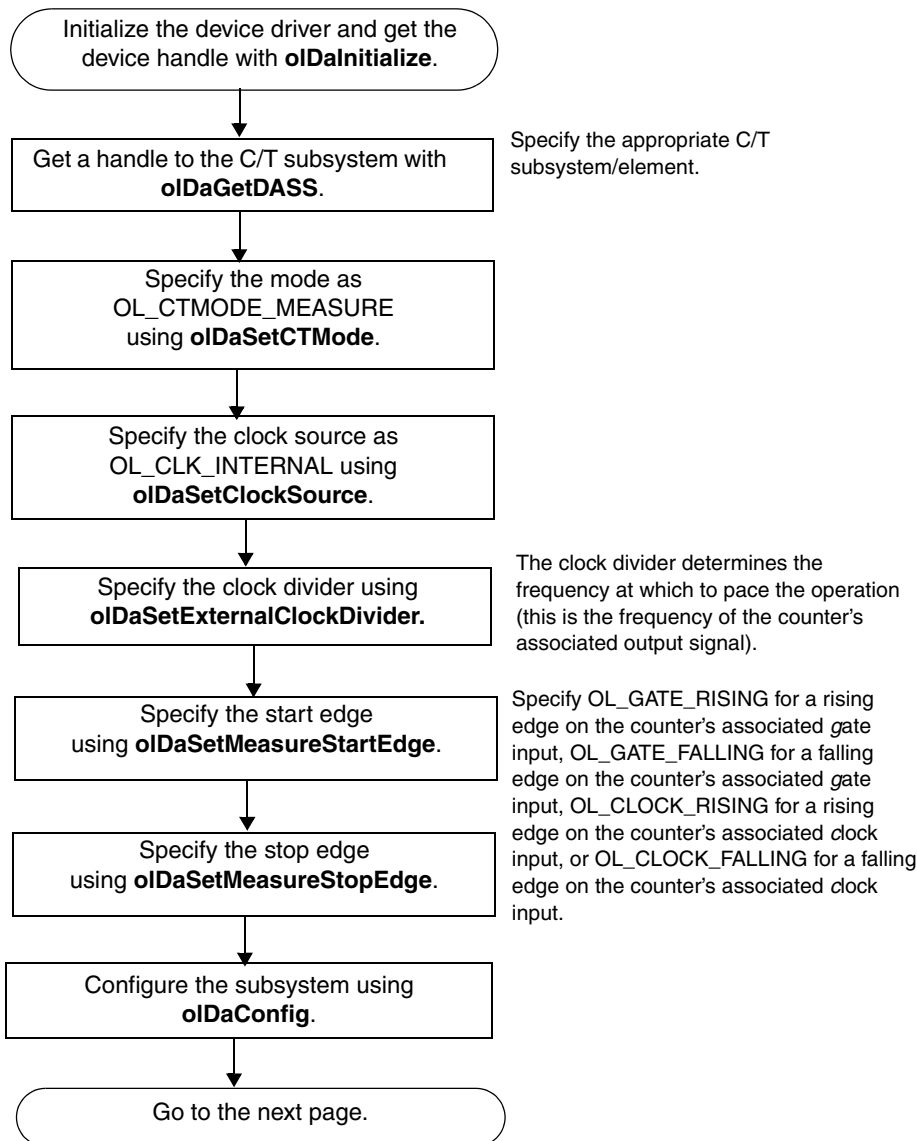 Initialize the device driver and get the
device handle with olDaInitialize.
Get a handle to the C/T subsystem with
olDaGetDASS.
Specify the appropriate C/T
subsystem/element.
Specify the mode as
OL_CTMODE_MEASURE
using olDaSetCTMode.
Specify the clock source as
OL_CLK_INTERNAL using
olDaSetClockSource.
Specify the clock divider using
olDaSetExternalClockDivider.
The clock divider determines the
frequency at which to pace the operation
(this is the frequency of the counter's
associated output signal).
Specify the start edge
using olDaSetMeasureStartEdge.
Specify the stop edge
using olDaSetMeasureStopEdge.
Specify OL_GATE_RISING for a rising
edge on the counter's associated gate
input, OL_GATE_FALLING for a falling
edge on the counter's associated gate
input, OL_CLOCK_RISING for a rising
edge on the counter's associated clock
input, or OL_CLOCK_FALLING for a falling
edge on the counter's associated clock
input.
Configure the subsystem using
olDaConfig.
Go to the next page.